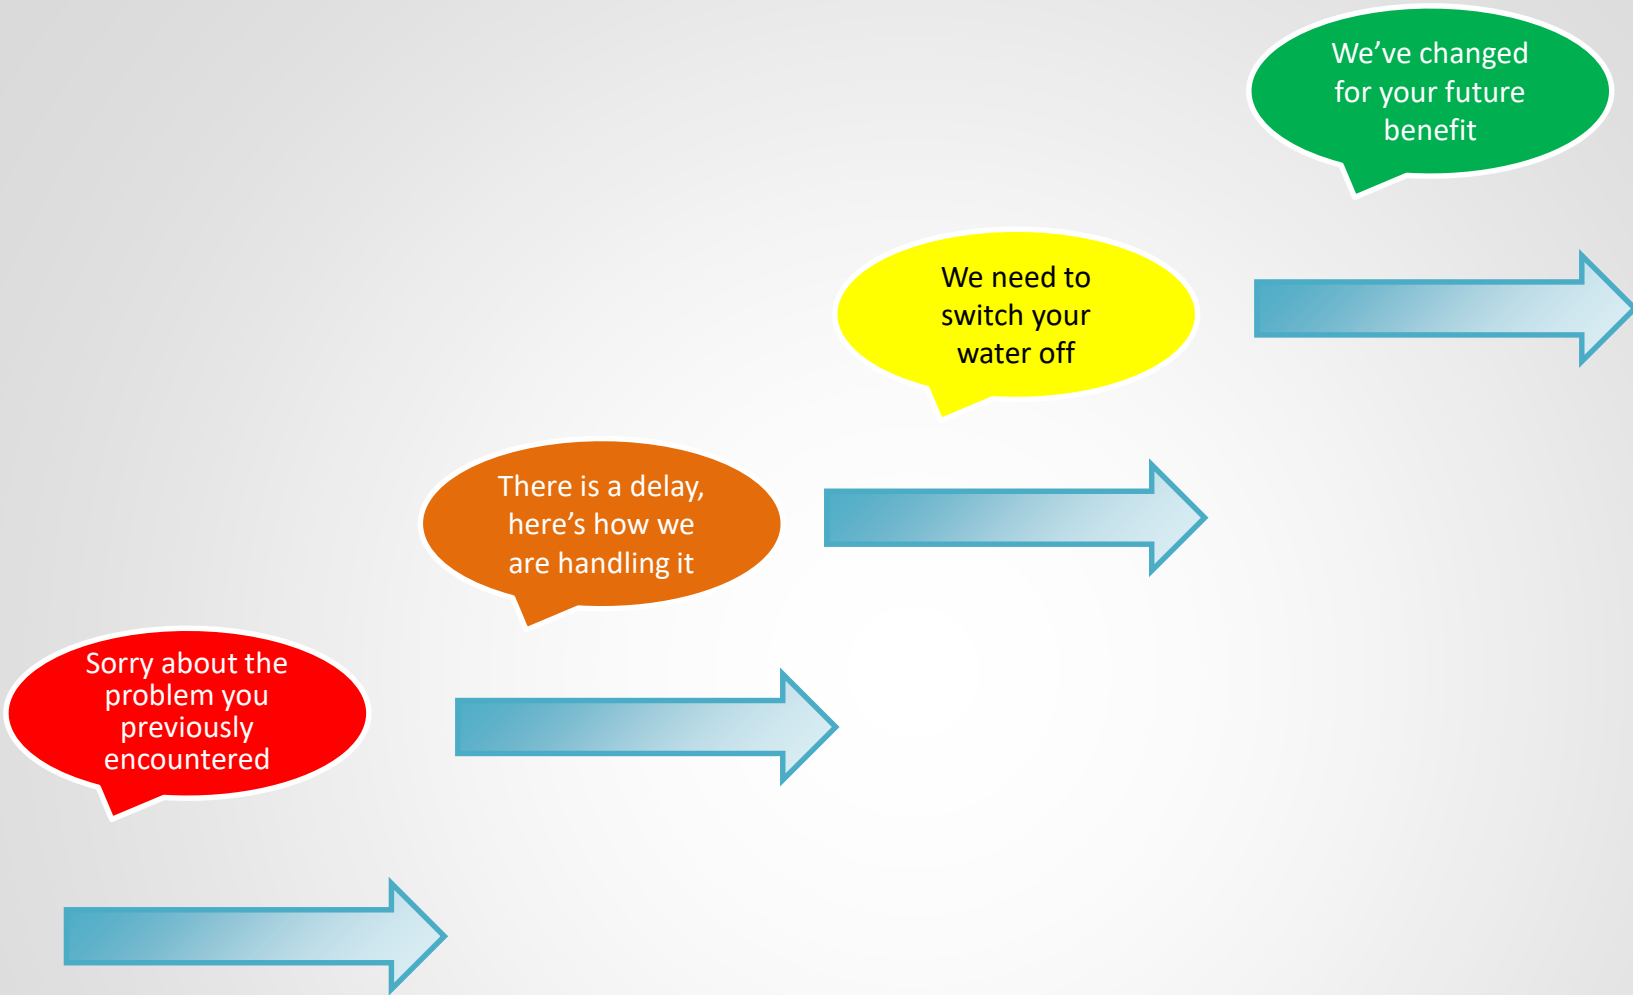 We’ve changed
for your future
benefit
We need to
switch your
water off
There is a delay,
here’s how we
are handling it
Sorry about the
problem you
previously
encountered